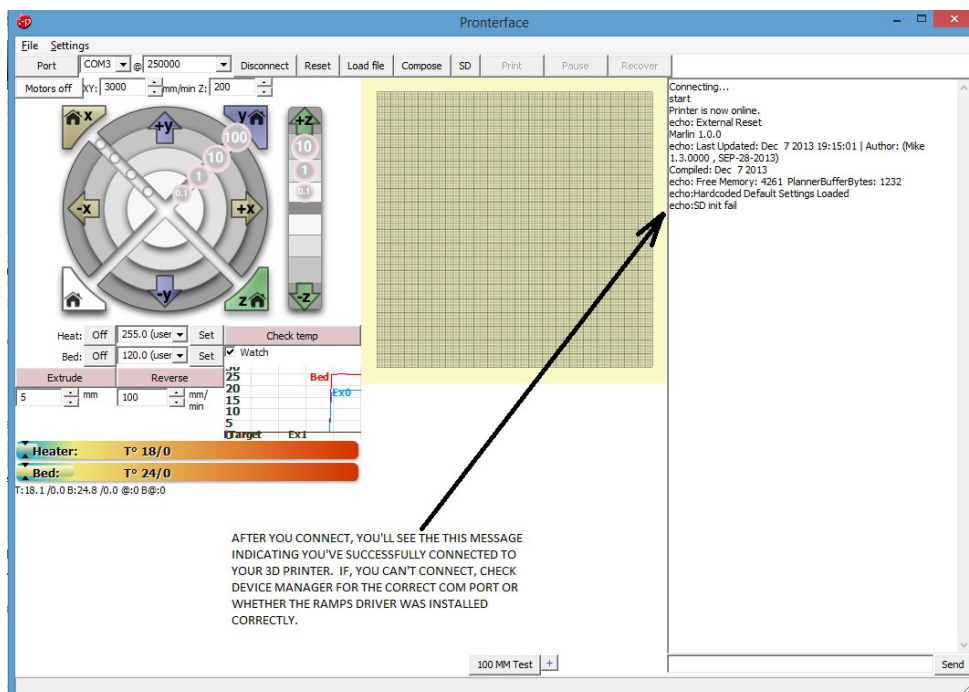 Pronterface
File Settings
Port COM3 @ 250000 Disconnect Reset Load file Compose SD Print Pause Recover
Motors off XY: 3000 mm/min Z: 200
x
y
+y
-x
+x
-y
z
100
10
1
0.1
+z
10
1
0.1
-z
Heat: Off 255.0 (user Set Check temp
Bed: Off 120.0 (user Set Watch
Extrude Reverse
5 mm 100 mm/
min
25
20
15
10
5
Bed
Ex0
Target Ex1
Heater: T° 18/0
Bed: T° 24/0
T:18.1 /0.0 B:24.8 /0.0 @:0 B@:0
Connecting...
start
Printer is now online.
echo: External Reset
Marlin 1.0.0
echo: Last Updated: Dec 7 2013 19:15:01 | Author: (Mike
1.3.0000 , SEP-28-2013)
Compiled: Dec 7 2013
echo: Free Memory: 4261 PlannerBufferBytes: 1232
echo:Hardcoded Default Settings Loaded
echo:SD init fail
AFTER YOU CONNECT, YOU'LL SEE THE THIS MESSAGE
INDICATING YOU'VE SUCCESSFULLY CONNECTED TO
YOUR 3D PRINTER. IF, YOU CAN'T CONNECT, CHECK
DEVICE MANAGER FOR THE CORRECT COM PORT OR
WHETHER THE RAMPS DRIVER WAS INSTALLED
CORRECTLY.
100 MM Test +
Send